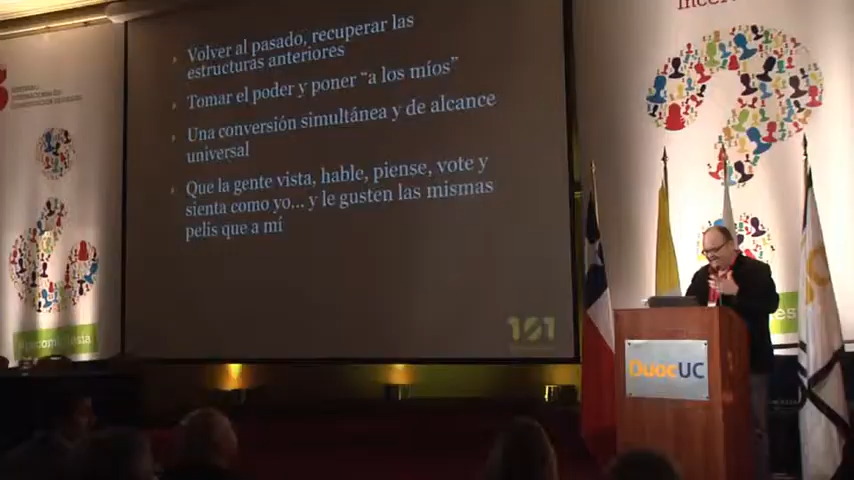 Volver al pasado, recuperar las
estructuras anteriores
Tomar el poder y poner "a los míos"
Una conversión simultánea y de alcance
universal
Que la gente vista, hable, piense, vote y
sienta como yo... y le gusten las mismas
pelis que a mí
101
DuocUC